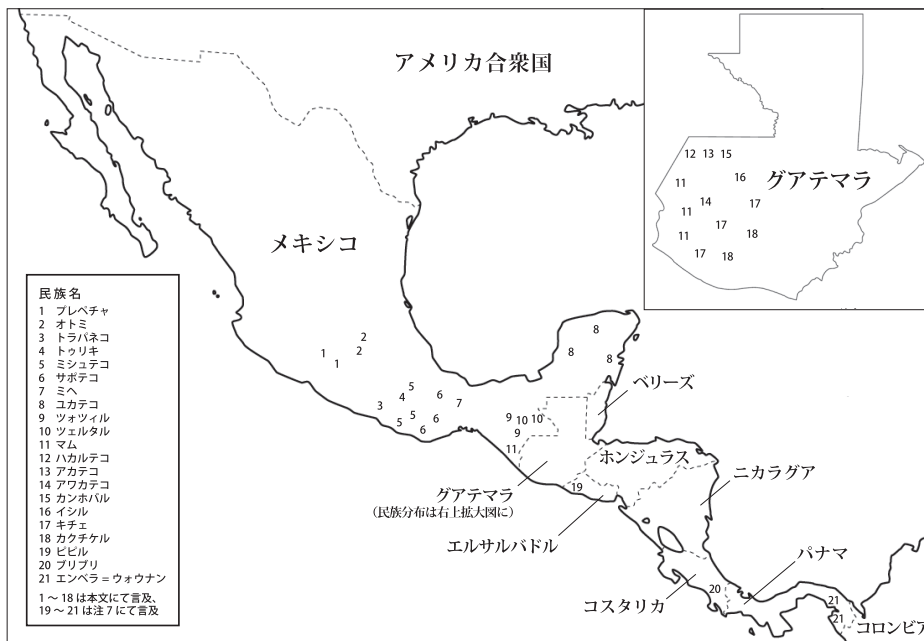 アメリカ合衆国
メキシコ
12 13 15
11
16
グアテマラ
14
17
11
17
11
18
17
18
民族名
1 プレペチャ
2 オトミ
3 トラパネコ
4 トゥリキ
5 ミシュテコ
6 サポテコ
7 ミヘ
8 ユカテコ
9 ツォツィル
10 ツェルタル
11 マム
12 ハカルテコ
13 アカテコ
14 アワカテコ
15 カンホバル
16 イシル
17 キチェ
18 カクチケル
19 ピピル
20 ブリブリ
21 エンベラ=ウォウナン
1～18は本文にて言及、
19～21は注7にて言及
2
1
2
1
8
8
8
5
4
6
3
7
5
6
5
6
9
10
10
9
11
ベリーズ
ホンジュラス
ニカラグア
グアテマラ
(民族分布は右上拡大図に)
19
エルサルバドル
パナマ
コスタリカ
20
21
21
コロンビア